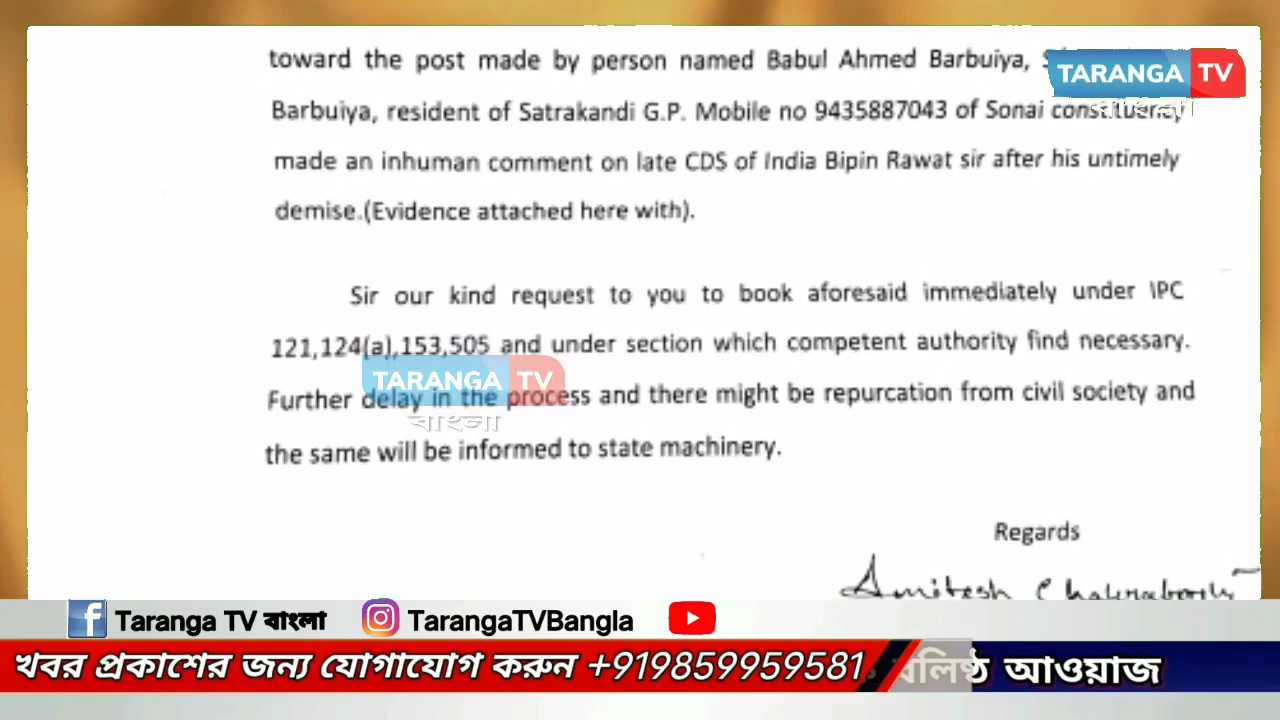 toward the post made by person named Babul Ahmed Barbuiya,
TARANGA TV
বাংলা
Barbuiya, resident of Satrakandi G.P. Mobile no 9435887043 of Sonai constituency
made an inhuman comment on late CDS of India Bipin Rawat sir after his untimely
demise.(Evidence attached here with).
Sir our kind request to you to book aforesaid immediately under IPC
121,124(a),153,505 and under section which competent authority find necessary.
TARANGA TV
বাংলা
Further delay in the process and there might be repurcation from civil society and
the same will be informed to state machinery.
Regards
Amitesh Chakraborty
Taranga TV বাংলা TarangaTVBangla
খবর প্রকাশের জন্য যোগাযোগ করুন +919859959581 বলিষ্ঠ আওয়াজ